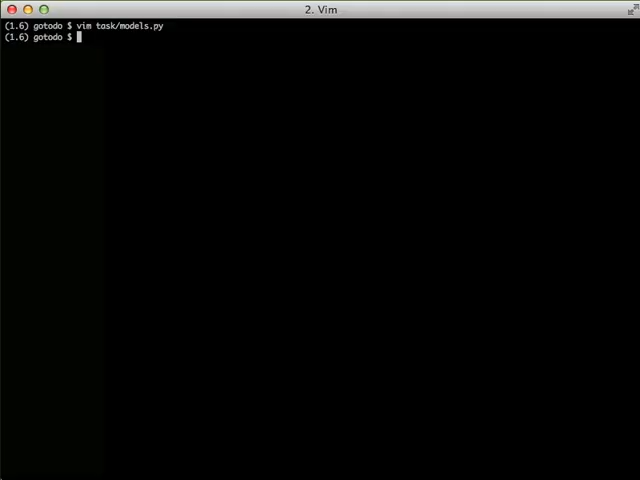 2. Vim
(1.6) gotodo $ vim task/models.py
(1.6) gotodo $